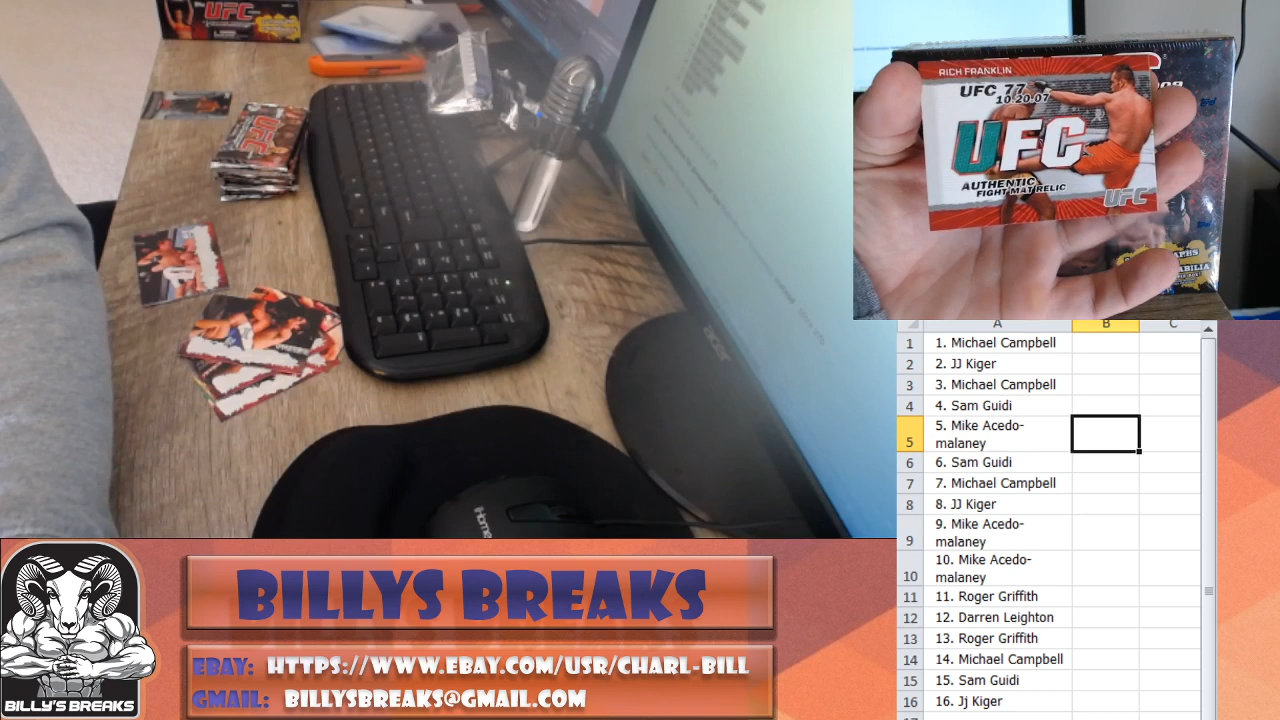 UFC
UFC
RICH FRANKLIN
UFC 77
10.20.07
UFC
AUTHENTIC
FIGHT MAT RELIC
UFC
acer
iHome
A B C
1 1. Michael Campbell
2 2. JJ Kiger
3 3. Michael Campbell
4 4. Sam Guidi
5 5. Mike Acedo-
malaney
6 6. Sam Guidi
7 7. Michael Campbell
8 8. JJ Kiger
9 9. Mike Acedo-
malaney
10 10. Mike Acedo-
malaney
11 11. Roger Griffith
12 12. Darren Leighton
13 13. Roger Griffith
14 14. Michael Campbell
15 15. Sam Guidi
16 16. Jj Kiger
BILLYS BREAKS
EBAY: HTTPS://WWW.EBAY.COM/USR/CHARL-BILL
GMAIL: BILLYSBREAKS@GMAIL.COM
BILLY'S BREAKS